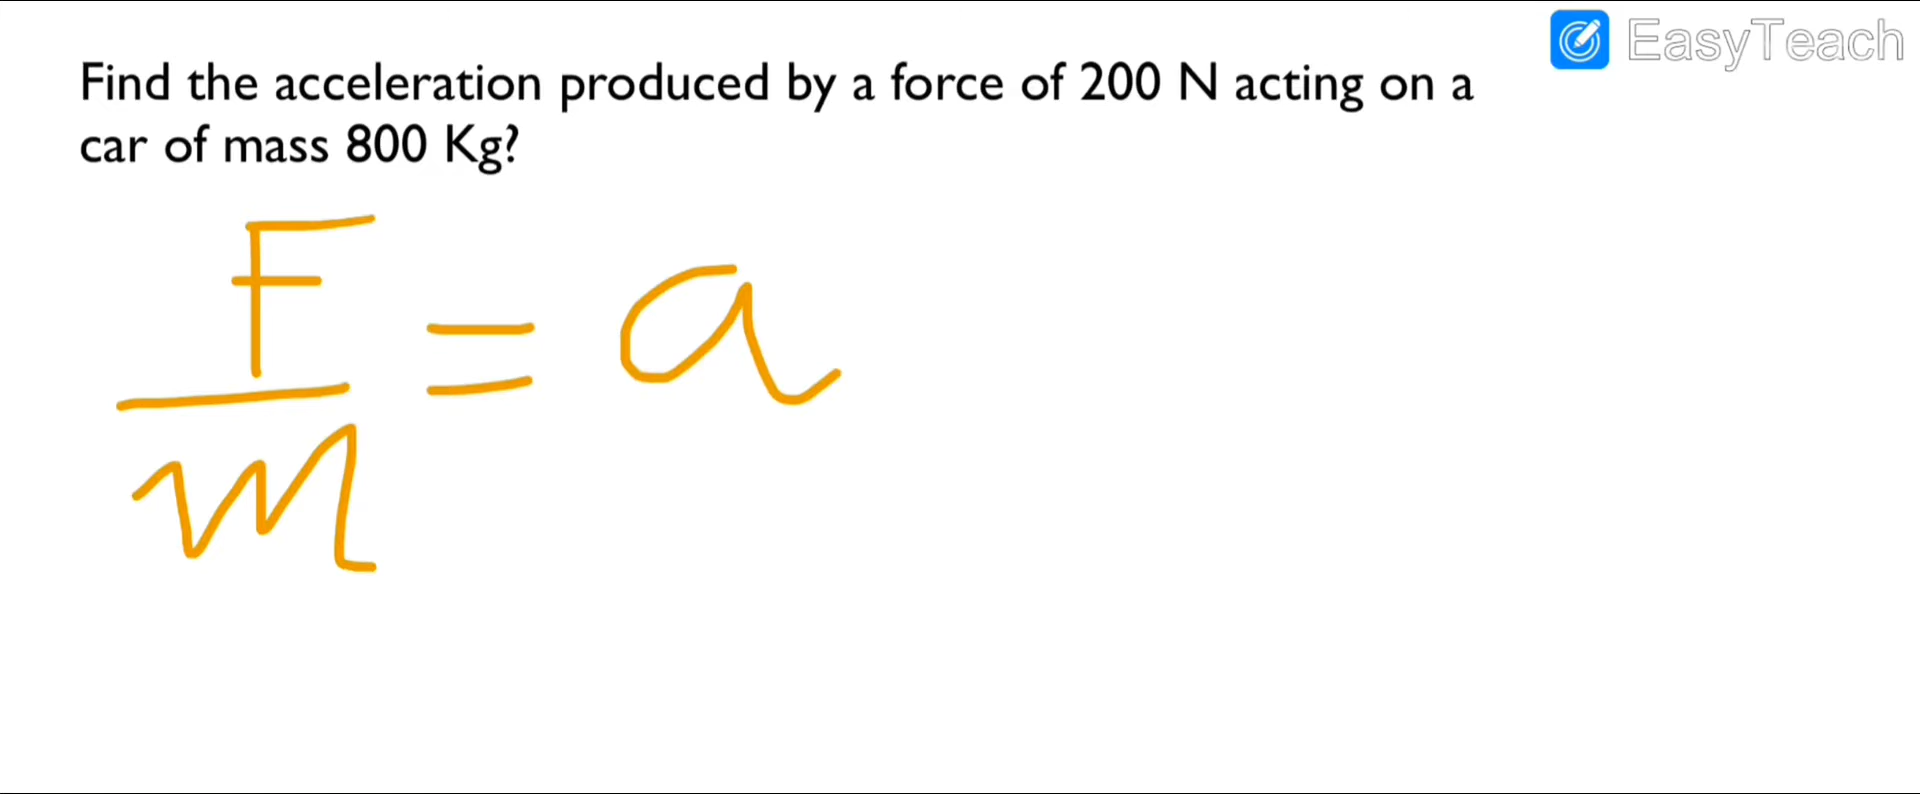 EasyTeach
Find the acceleration produced by a force of 200 N acting on a
car of mass 800 Kg?
F
= a
m